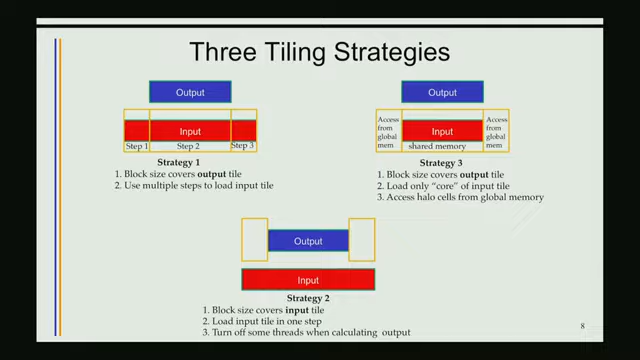 Three Tiling Strategies
Output
Input
Step 1
Step 2
Step 3
Strategy 1
1. Block size covers output tile
2. Use multiple steps to load input tile
Output
Access
from
global
mem
Input
shared memory
Access
from
global
mem
Strategy 3
1. Block size covers output tile
2. Load only “core” of input tile
3. Access halo cells from global memory
Output
Input
Strategy 2
1. Block size covers input tile
2. Load input tile in one step
3. Turn off some threads when calculating output
8